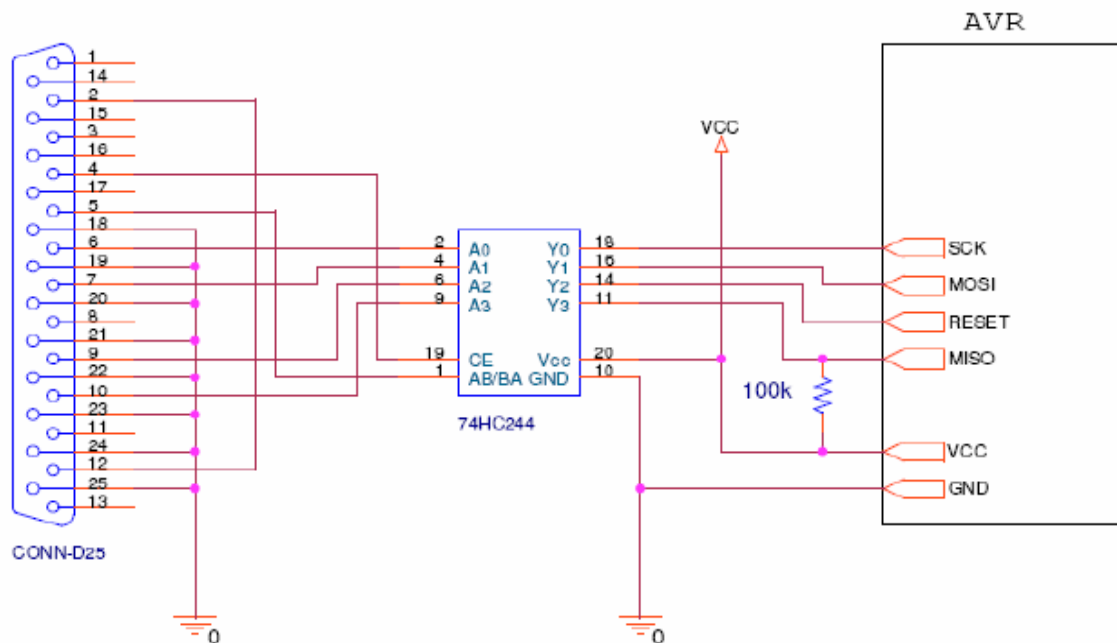 AVR
1
14
2
15
3
16
4
17
5
18
6
19
7
20
8
21
9
22
10
23
11
24
12
25
13
CONN-D25
2 A0 Y0 18
4 A1 Y1 16
6 A2 Y2 14
9 A3 Y3 11
19 CE Vcc 20
1 AB/BA GND 10
74HC244
VCC
100k
SCK
MOSI
RESET
MISO
VCC
GND
0
0